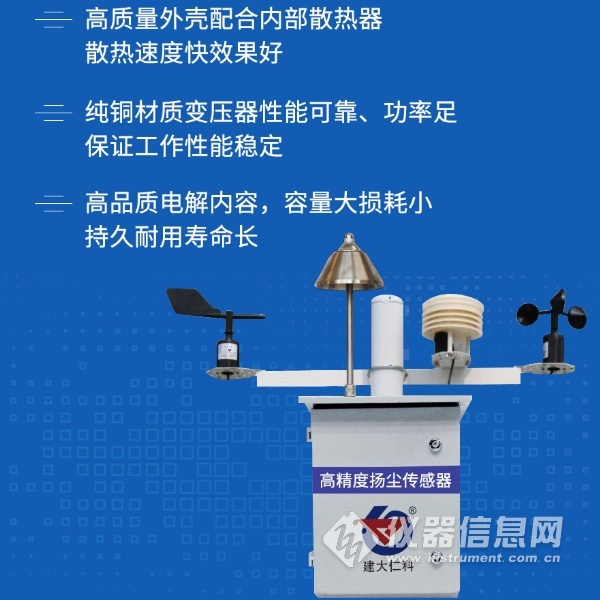 高质量外壳配合内部散热器
散热速度快效果好
纯铜材质变压器性能可靠、功率足
保证工作性能稳定
高品质电解内容，容量大损耗小
持久耐用寿命长
高精度扬尘传感器
®
建大仁科
仪器信息网
www.instrument.com.cn